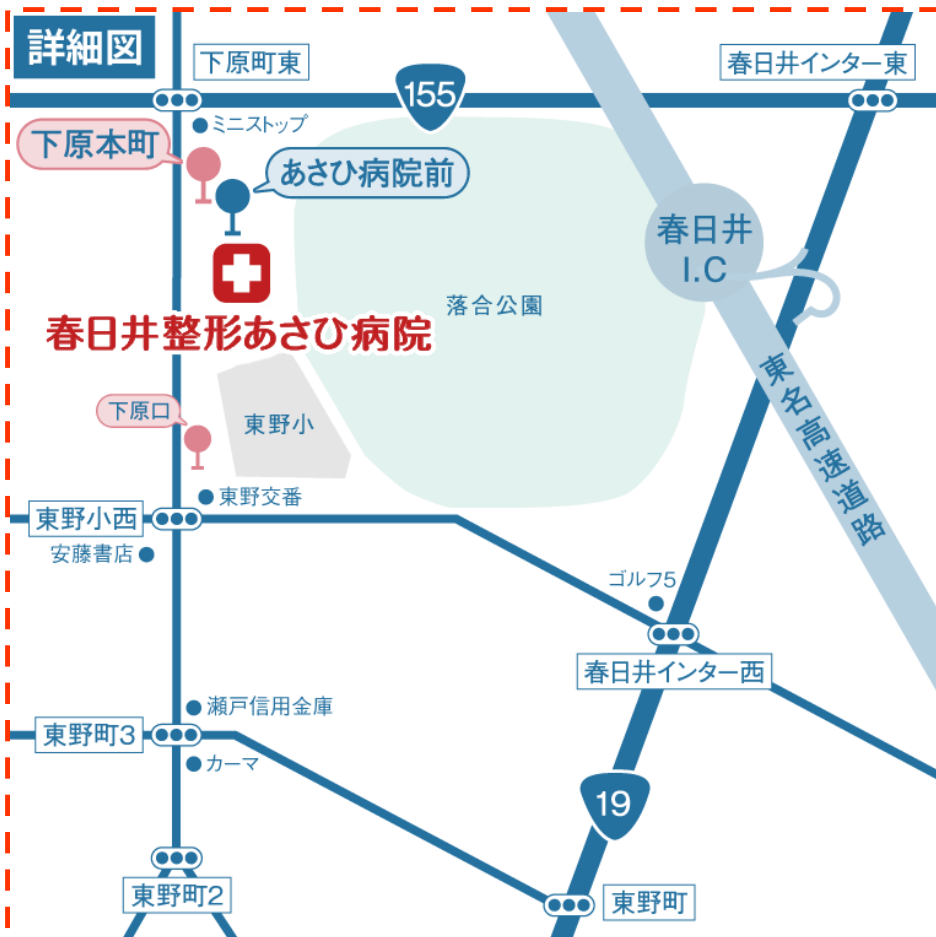 詳細図
下原町東
155
春日井インター東
ミニストップ
下原本町
あさひ病院前
春日井
I.C
落合公園
春日井整形あさひ病院
東名高速道路
下原口
東野小
東野交番
東野小西
安藤書店
ゴルフ5
春日井インター西
瀬戸信用金庫
東野町3
カーマ
19
東野町2
東野町